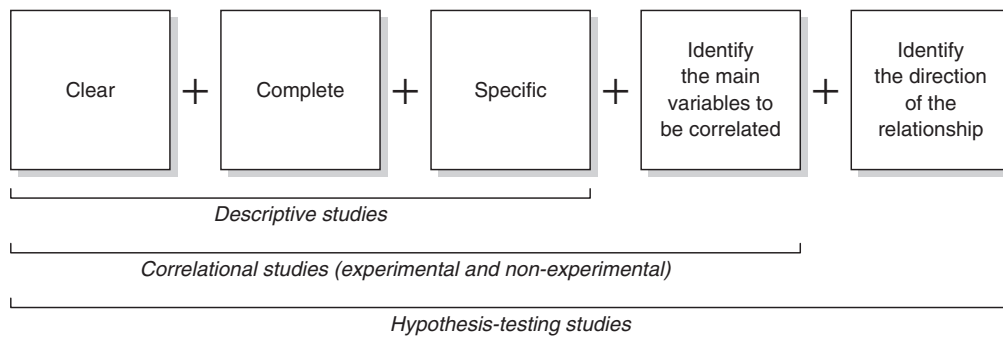 Clear
+
Complete
+
Specific
+
Identify
the main
variables to
be correlated
+
Identify
the direction
of the
relationship
Descriptive studies
Correlational studies (experimental and non-experimental)
Hypothesis-testing studies